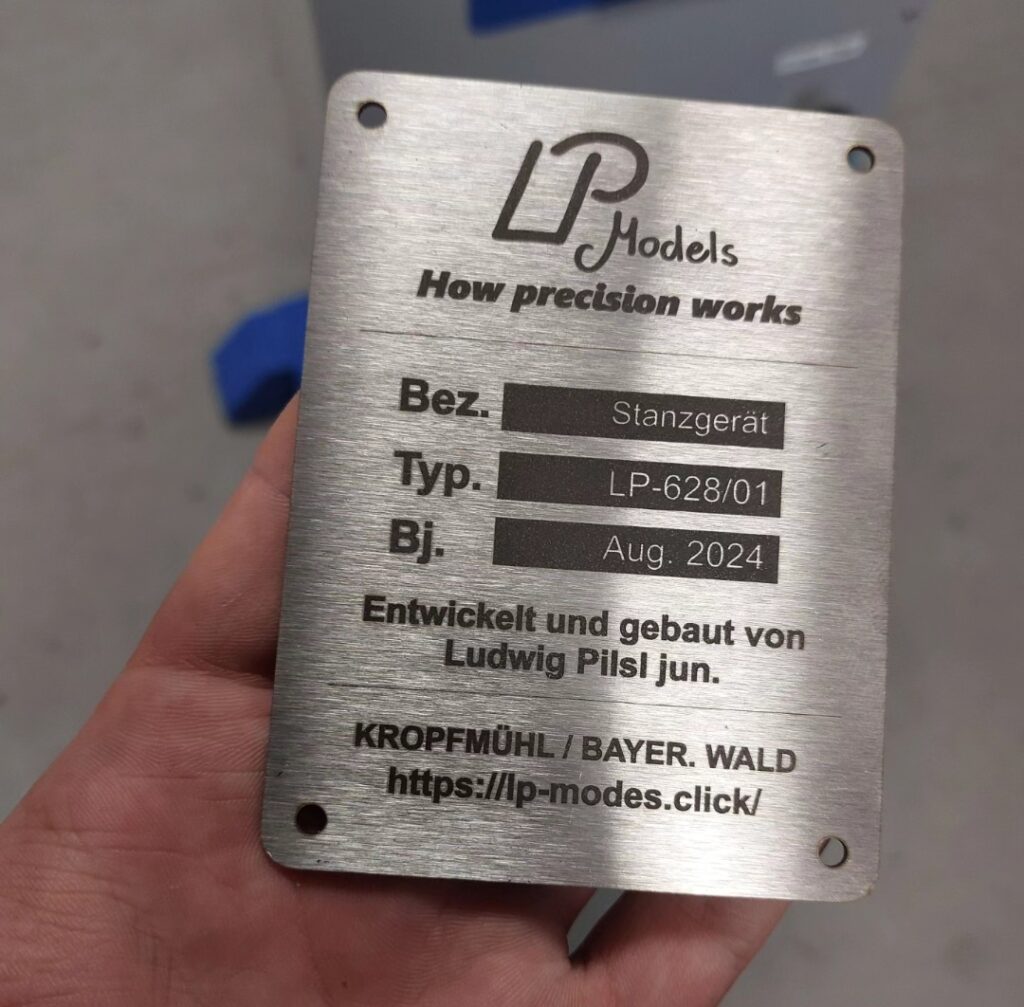 LP Models
How precision works
Bez. Stanzgerät
Typ. LP-628/01
Bj. Aug. 2024
Entwickelt und gebaut von
Ludwig Pilsl jun.
KROPFMÜHL / BAYER. WALD
https://lp-modes.click/